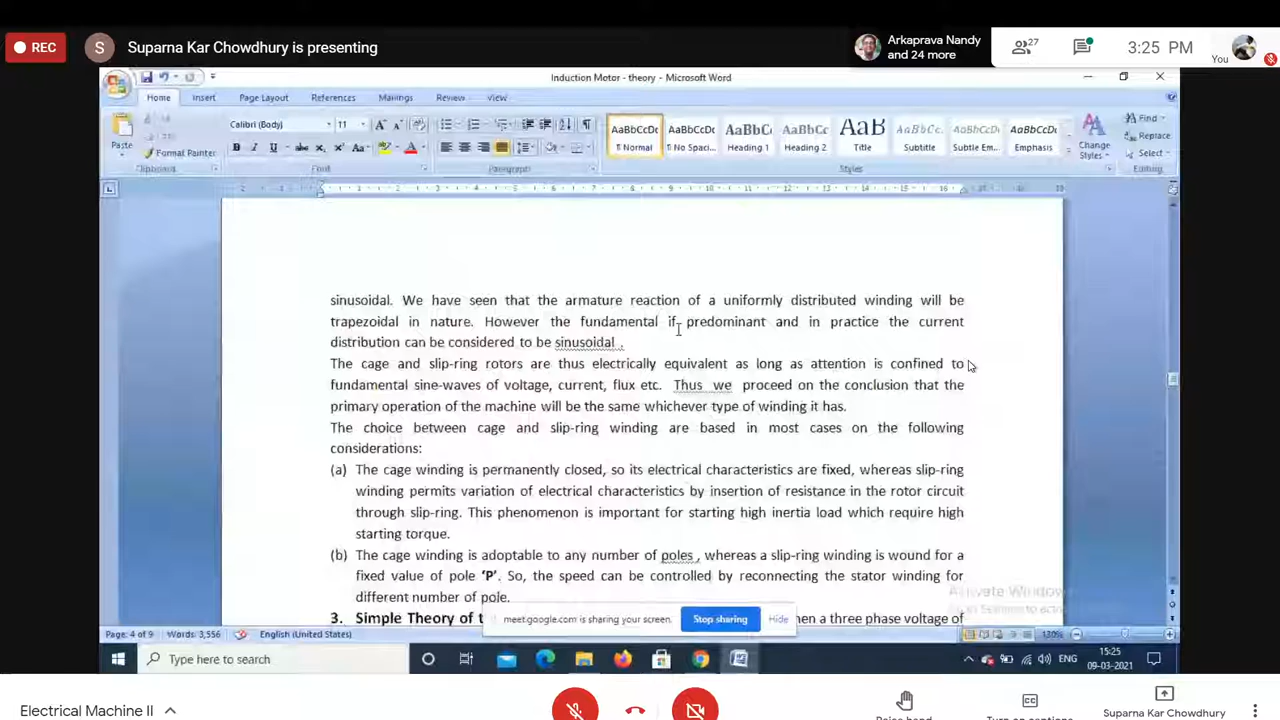 REC
S
Suparna Kar Chowdhury is presenting
Arkaprava Nandy
and 24 more
27
3:25 PM
You
Induction Motor - theory - Microsoft Word
Home Insert Page Layout References Mailings Review View
Paste
Format Painter
Clipboard
Calibri (Body) 11
Font
Paragraph
AaBbCcDc AaBbCcDc AaBbC AaBbCc AaB AaBbCc. AaBbCcDc AaBbCcDc
¶ Normal ¶ No Spaci... Heading 1 Heading 2 Title Subtitle Subtle Em... Emphasis
Styles
Change
Styles
Find
Replace
Select
Editing
sinusoidal. We have seen that the armature reaction of a uniformly distributed winding will be
trapezoidal in nature. However the fundamental if predominant and in practice the current
distribution can be considered to be sinusoidal .
The cage and slip-ring rotors are thus electrically equivalent as long as attention is confined to
fundamental sine-waves of voltage, current, flux etc. Thus we proceed on the conclusion that the
primary operation of the machine will be the same whichever type of winding it has.
The choice between cage and slip-ring winding are based in most cases on the following
considerations:
(a) The cage winding is permanently closed, so its electrical characteristics are fixed, whereas slip-ring
winding permits variation of electrical characteristics by insertion of resistance in the rotor circuit
through slip-ring. This phenomenon is important for starting high inertia load which require high
starting torque.
(b) The cage winding is adoptable to any number of poles , whereas a slip-ring winding is wound for a
fixed value of pole ‘P’. So, the speed can be controlled by reconnecting the stator winding for
different number of pole.
Activate Window
3. Simple Theory of t
hen a three phase voltage of
meet.google.com is sharing your screen. Stop sharing Hide
Page: 4 of 9 Words: 3,556 English (United States) 130%
Type here to search
ENG
15:25
09-03-2021
Electrical Machine II
Raise hand
Turn on captions
Suparna Kar Chowdhury